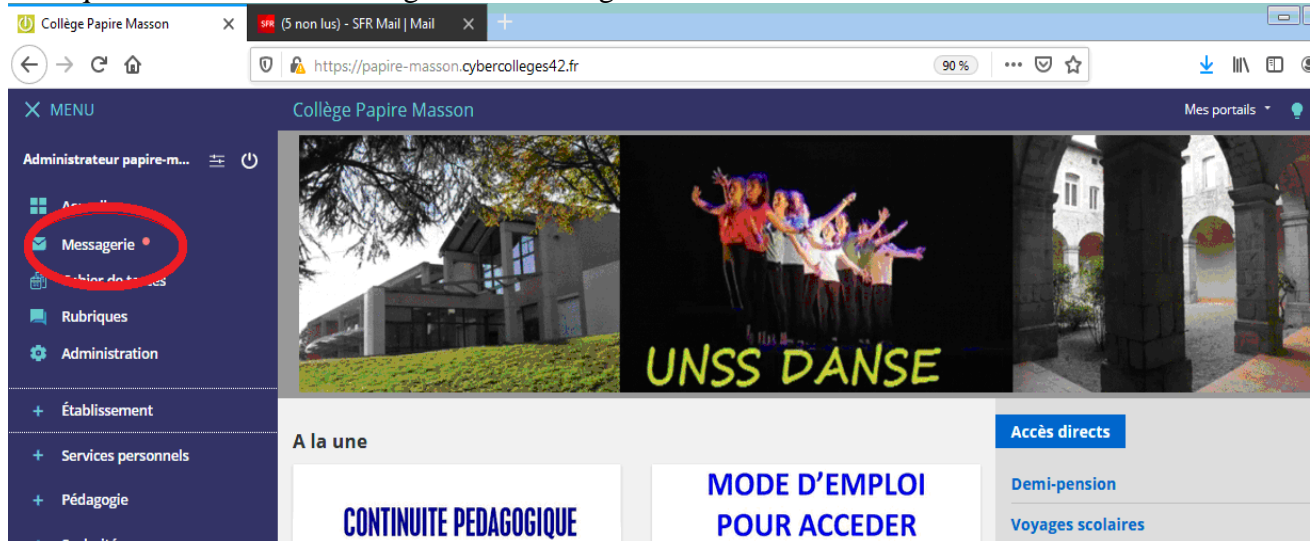 Collège Papire Masson
SFR (5 non lus) - SFR Mail | Mail
https://papire-masson.cybercolleges42.fr
90 %
MENU
Collège Papire Masson
Mes portails
Administrateur papire-m...
Messagerie
Rubriques
Administration
+ Établissement
+ Services personnels
+ Pédagogie
UNSS DANSE
A la une
CONTINUITE PEDAGOGIQUE
MODE D'EMPLOI
POUR ACCEDER
Accès directs
Demi-pension
Voyages scolaires